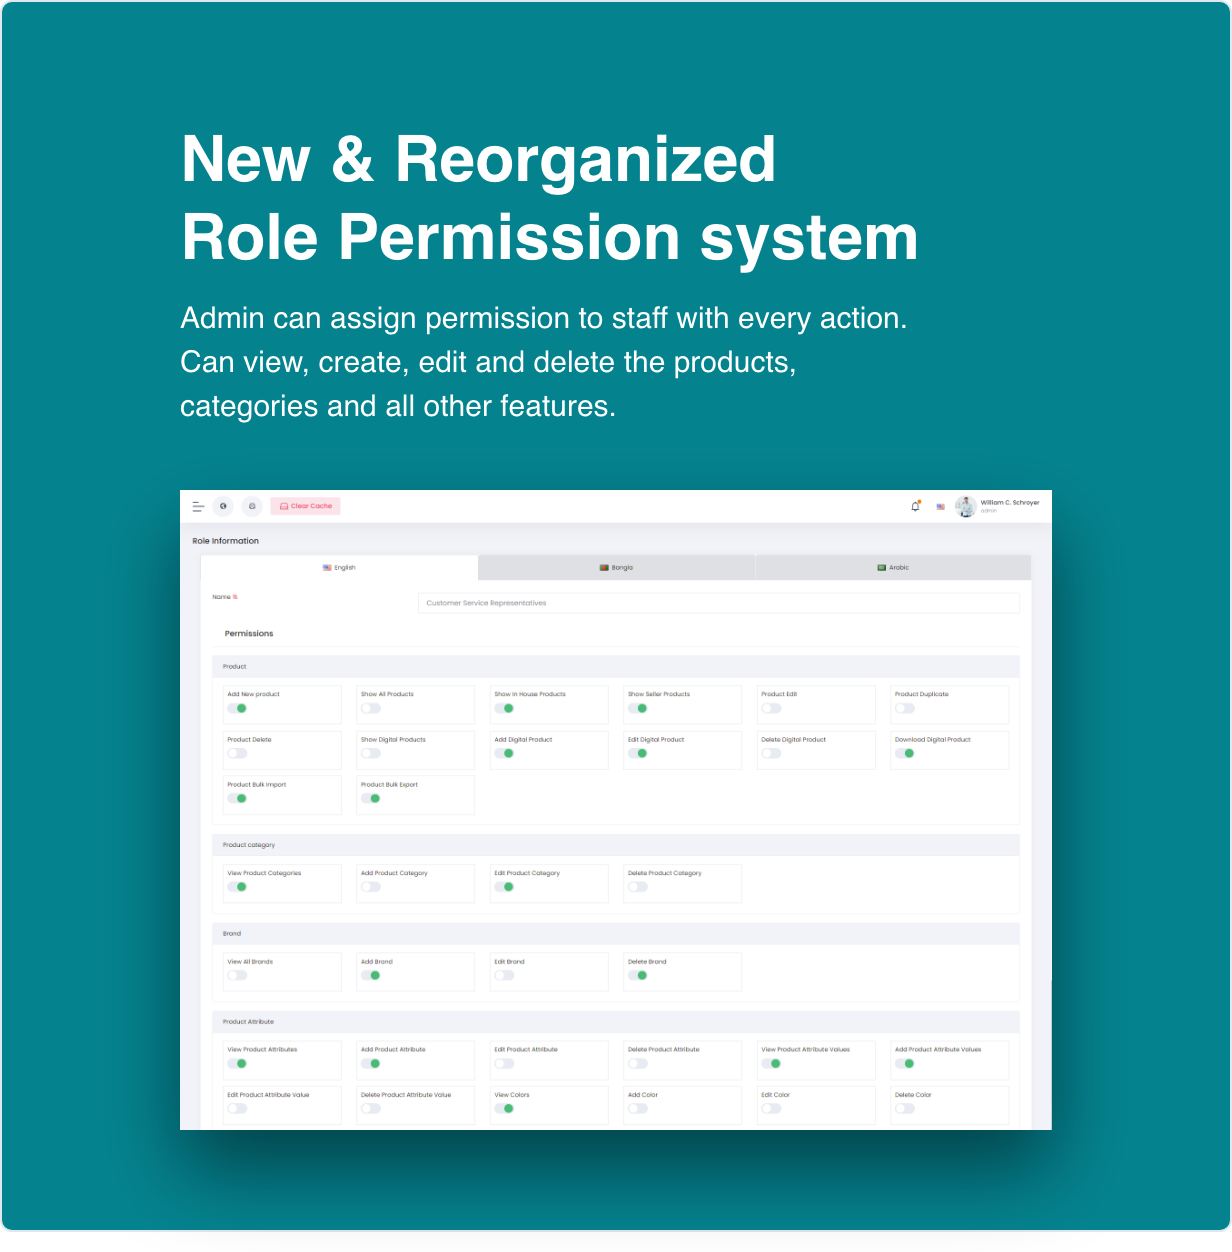 New & Reorganized
Role Permission system
Admin can assign permission to staff with every action.
Can view, create, edit and delete the products,
categories and all other features.
Clear Cache
William C. Schroyer
admin
Role Information
English
Bangla
Arabic
Name
Customer Service Representatives
Permissions
Product
Add New product
Show All Products
Show In House Products
Show Seller Products
Product Edit
Product Duplicate
Product Delete
Show Digital Products
Add Digital Product
Edit Digital Product
Delete Digital Product
Download Digital Product
Product Bulk Import
Product Bulk Export
Product category
View Product Categories
Add Product Category
Edit Product Category
Delete Product Category
Brand
View All Brands
Add Brand
Edit Brand
Delete Brand
Product Attribute
View Product Attributes
Add Product Attribute
Edit Product Attribute
Delete Product Attribute
View Product Attribute Values
Add Product Attribute Values
Edit Product Attribute Value
Delete Product Attribute Value
View Colors
Add Color
Edit Color
Delete Color